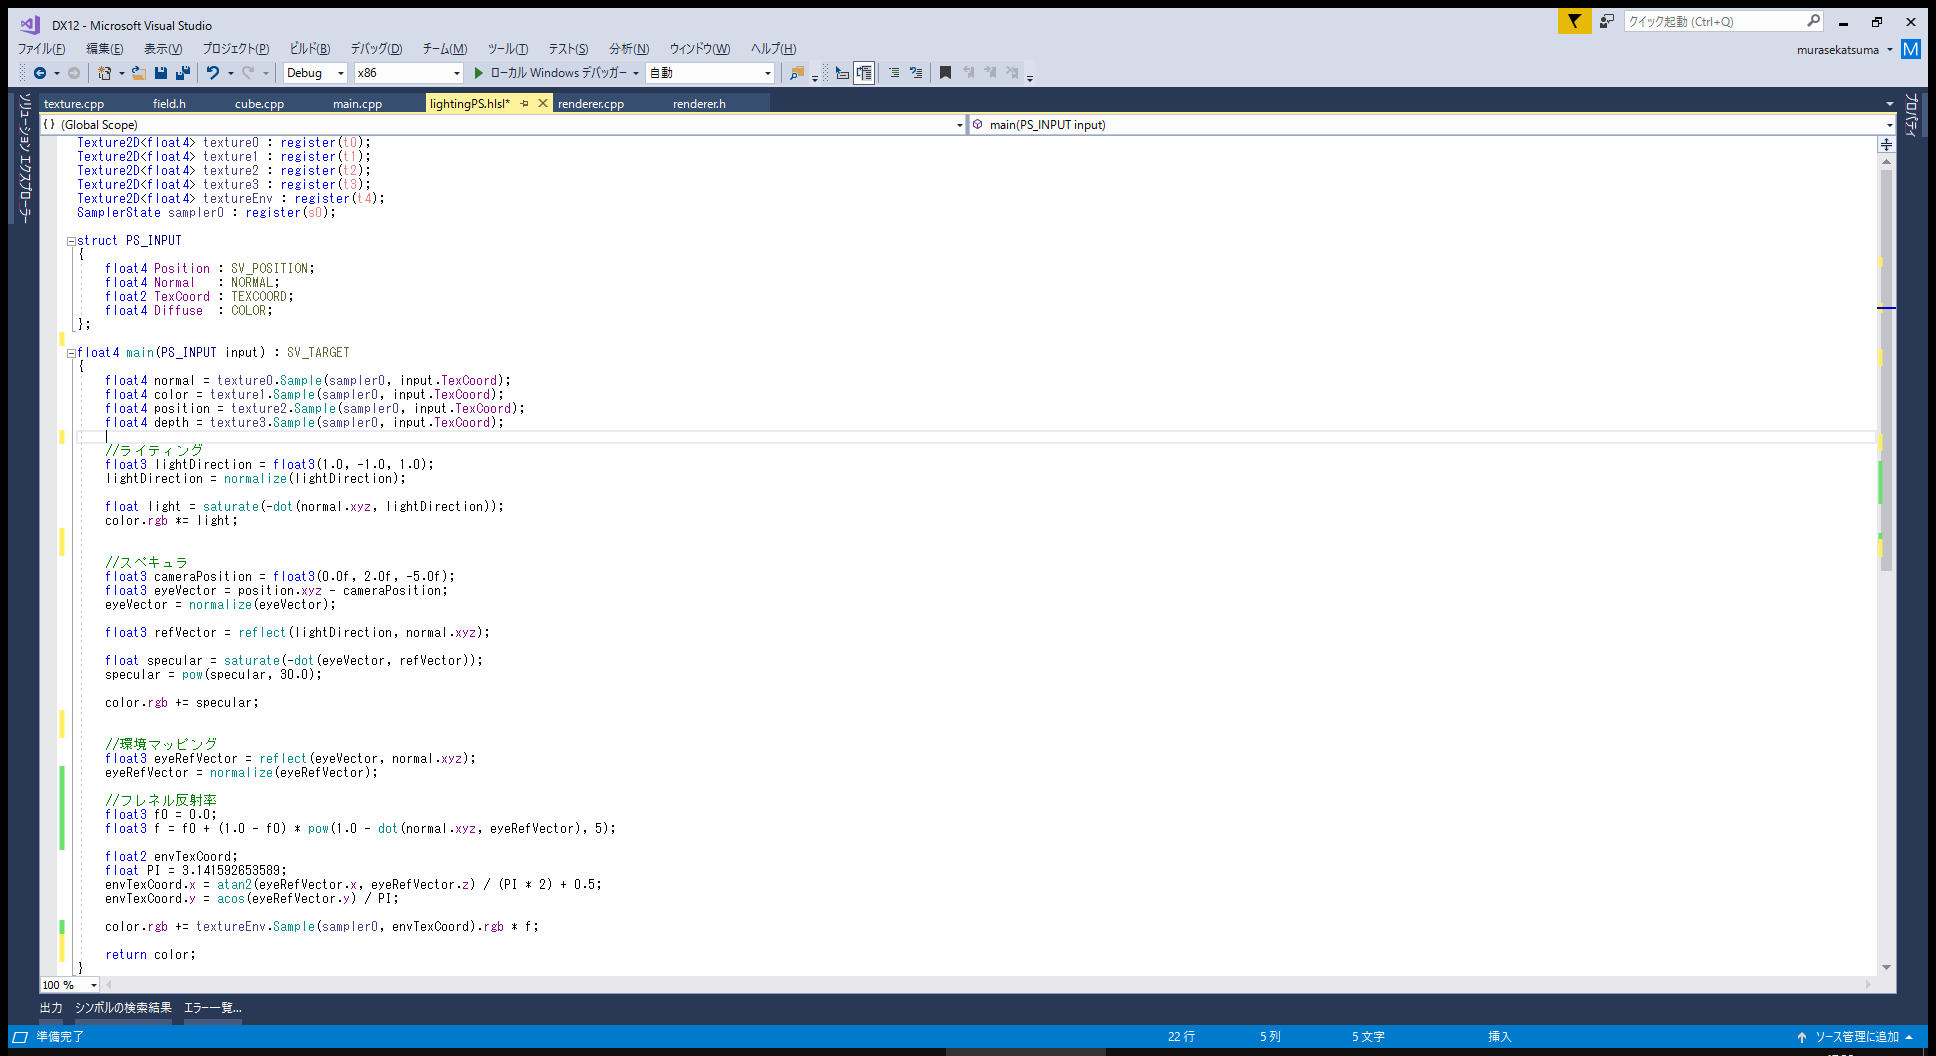 DX12 - Microsoft Visual Studio
クイック起動 (Ctrl+Q)
ファイル(F) 編集(E) 表示(V) プロジェクト(P) ビルド(B) デバッグ(D) チーム(M) ツール(T) テスト(S) 分析(N) ウィンドウ(W) ヘルプ(H)
murasekatsuma M
Debug x86 ローカル Windows デバッガー 自動
ソリューション エクスプローラー
texture.cpp field.h cube.cpp main.cpp lightingPS.hlsl* renderer.cpp renderer.h
プロパティ
{} (Global Scope) main(PS_INPUT input)
Texture2D<float4> texture0 : register(t0);
Texture2D<float4> texture1 : register(t1);
Texture2D<float4> texture2 : register(t2);
Texture2D<float4> texture3 : register(t3);
Texture2D<float4> textureEnv : register(t4);
SamplerState sampler0 : register(s0);
struct PS_INPUT
{
float4 Position : SV_POSITION;
float4 Normal   : NORMAL;
float2 TexCoord : TEXCOORD;
float4 Diffuse  : COLOR;
};
float4 main(PS_INPUT input) : SV_TARGET
{
float4 normal = texture0.Sample(sampler0, input.TexCoord);
float4 color = texture1.Sample(sampler0, input.TexCoord);
float4 position = texture2.Sample(sampler0, input.TexCoord);
float4 depth = texture3.Sample(sampler0, input.TexCoord);
//ライティング
float3 lightDirection = float3(1.0, -1.0, 1.0);
lightDirection = normalize(lightDirection);
float light = saturate(-dot(normal.xyz, lightDirection));
color.rgb *= light;
//スペキュラ
float3 cameraPosition = float3(0.0f, 2.0f, -5.0f);
float3 eyeVector = position.xyz - cameraPosition;
eyeVector = normalize(eyeVector);
float3 refVector = reflect(lightDirection, normal.xyz);
float specular = saturate(-dot(eyeVector, refVector));
specular = pow(specular, 30.0);
color.rgb += specular;
//環境マッピング
float3 eyeRefVector = reflect(eyeVector, normal.xyz);
eyeRefVector = normalize(eyeRefVector);
//フレネル反射率
float3 f0 = 0.0;
float3 f = f0 + (1.0 - f0) * pow(1.0 - dot(normal.xyz, eyeRefVector), 5);
float2 envTexCoord;
float PI = 3.141592653589;
envTexCoord.x = atan2(eyeRefVector.x, eyeRefVector.z) / (PI * 2) + 0.5;
envTexCoord.y = acos(eyeRefVector.y) / PI;
color.rgb += textureEnv.Sample(sampler0, envTexCoord).rgb * f;
return color;
}
100 %
出力 シンボルの検索結果 エラー一覧...
準備完了 22 行 5 列 5 文字 挿入 ソース管理に追加